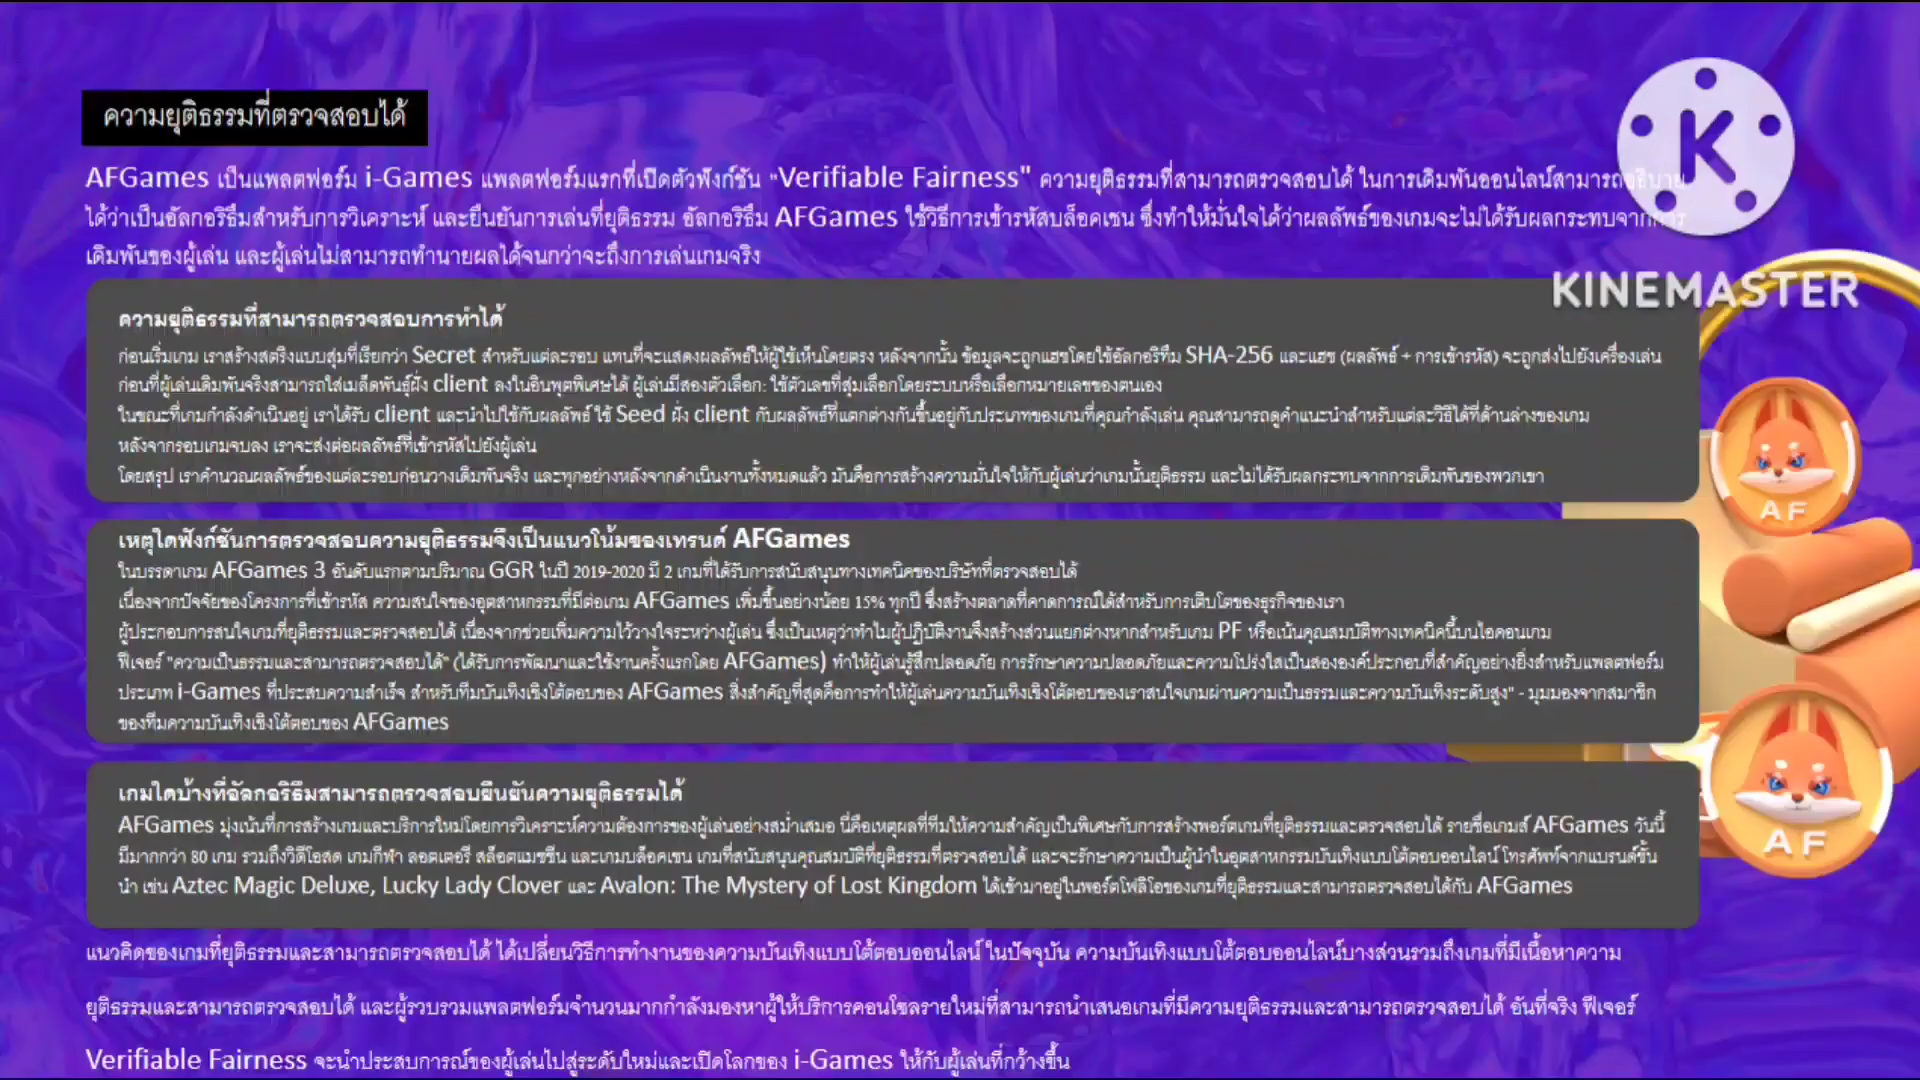 ความยุติธรรมที่ตรวจสอบได้
AFGames เป็นแพลตฟอร์ม i-Games แพลตฟอร์มแรกที่เปิดตัวฟังก์ชัน "Verifiable Fairness" ความยุติธรรมที่สามารถตรวจสอบได้ ในการเดิมพันออนไลน์สามารถอธิบาย
ได้ว่าเป็นอัลกอริธึมสำหรับการวิเคราะห์ และยืนยันการเล่นที่ยุติธรรม อัลกอริธึม AFGames ใช้วิธีการเข้ารหัสบล็อคเชน ซึ่งทำให้มั่นใจได้ว่าผลลัพธ์ของเกมจะไม่ได้รับผลกระทบจากการ
เดิมพันของผู้เล่น และผู้เล่นไม่สามารถทำนายผลได้จนกว่าจะถึงการเล่นเกมจริง
K
KINEMASTER
ความยุติธรรมที่สามารถตรวจสอบการทำได้
ก่อนเริ่มเกม เราสร้างสตริงแบบสุ่มที่เรียกว่า Secret สำหรับแต่ละรอบ แทนที่จะแสดงผลลัพธ์ให้ผู้ใช้เห็นโดยตรง หลังจากนั้น ข้อมูลจะถูกแฮชโดยใช้อัลกอริทึม SHA-256 และแฮช (ผลลัพธ์ + การเข้ารหัส) จะถูกส่งไปยังเครื่องเล่น
ก่อนที่ผู้เล่นเดิมพันจริงสามารถใส่เมล็ดพันธุ์ฝั่ง client ลงในอินพุตพิเศษได้ ผู้เล่นมีสองตัวเลือก: ใช้ตัวเลขที่สุ่มเลือกโดยระบบหรือเลือกหมายเลขของตนเอง
ในขณะที่เกมกำลังดำเนินอยู่ เราได้รับ client และนำไปใช้กับผลลัพธ์ ใช้ Seed ฝั่ง client กับผลลัพธ์ที่แตกต่างกันขึ้นอยู่กับประเภทของเกมที่คุณกำลังเล่น คุณสามารถดูคำแนะนำสำหรับแต่ละวิธีได้ที่ด้านล่างของเกม
หลังจากรอบเกมจบลง เราจะส่งต่อผลลัพธ์ที่เข้ารหัสไปยังผู้เล่น
โดยสรุป เราคำนวณผลลัพธ์ของแต่ละรอบก่อนวางเดิมพันจริง และทุกอย่างหลังจากดำเนินงานทั้งหมดแล้ว มันคือการสร้างความมั่นใจให้กับผู้เล่นว่าเกมนั้นยุติธรรม และไม่ได้รับผลกระทบจากการเดิมพันของพวกเขา
AF
เหตุใดฟังก์ชันการตรวจสอบความยุติธรรมจึงเป็นแนวโน้มของเทรนด์ AFGames
ในบรรดาเกม AFGames 3 อันดับแรกตามปริมาณ GGR ในปี 2019-2020 มี 2 เกมที่ได้รับการสนับสนุนทางเทคนิคของบริษัทที่ตรวจสอบได้
เนื่องจากปัจจัยของโครงการที่เข้ารหัส ความสนใจของอุตสาหกรรมที่มีต่อเกม AFGames เพิ่มขึ้นอย่างน้อย 15% ทุกปี ซึ่งสร้างตลาดที่คาดการณ์ได้สำหรับการเติบโตของธุรกิจของเรา
ผู้ประกอบการสนใจเกมที่ยุติธรรมและตรวจสอบได้ เนื่องจากช่วยเพิ่มความไว้วางใจระหว่างผู้เล่น ซึ่งเป็นเหตุว่าทำไมผู้ปฏิบัติงานจึงสร้างส่วนแยกต่างหากสำหรับเกม PF หรือเน้นคุณสมบัติทางเทคนิคนี้บนไอคอนเกม
ฟีเจอร์ "ความเป็นธรรมและสามารถตรวจสอบได้" (ได้รับการพัฒนาและใช้งานครั้งแรกโดย AFGames) ทำให้ผู้เล่นรู้สึกปลอดภัย การรักษาความปลอดภัยและความโปร่งใสเป็นสององค์ประกอบที่สำคัญอย่างยิ่งสำหรับแพลตฟอร์ม
ประเภท i-Games ที่ประสบความสำเร็จ สำหรับทีมบันเทิงเชิงโต้ตอบของ AFGames สิ่งสำคัญที่สุดคือการทำให้ผู้เล่นความบันเทิงเชิงโต้ตอบของเราสนใจเกมผ่านความเป็นธรรมและความบันเทิงระดับสูง" - มุมมองจากสมาชิก
ของทีมความบันเทิงเชิงโต้ตอบของ AFGames
เกมใดบ้างที่อัลกอริธึมสามารถตรวจสอบยืนยันความยุติธรรมได้
AFGames มุ่งเน้นที่การสร้างเกมและบริการใหม่โดยการวิเคราะห์ความต้องการของผู้เล่นอย่างสม่ำเสมอ นี่คือเหตุผลที่ทีมให้ความสำคัญเป็นพิเศษกับการสร้างพอร์ตเกมที่ยุติธรรมและตรวจสอบได้ รายชื่อเกมส์ AFGames วันนี้
มีมากกว่า 80 เกม รวมถึงวิดีโอสด เกมกีฬา ลอตเตอรี สล็อตแมชชีน และเกมบล็อคเชน เกมที่สนับสนุนคุณสมบัติที่ยุติธรรมที่ตรวจสอบได้ และจะรักษาความเป็นผู้นำในอุตสาหกรรมบันเทิงแบบโต้ตอบออนไลน์ โทรศัพท์จากแบรนด์ชั้น
นำ เช่น Aztec Magic Deluxe, Lucky Lady Clover และ Avalon: The Mystery of Lost Kingdom ได้เข้ามาอยู่ในพอร์ตโฟลิโอของเกมที่ยุติธรรมและสามารถตรวจสอบได้กับ AFGames
AF
แนวคิดของเกมที่ยุติธรรมและสามารถตรวจสอบได้ ได้เปลี่ยนวิธีการทำงานของความบันเทิงแบบโต้ตอบออนไลน์ ในปัจจุบัน ความบันเทิงแบบโต้ตอบออนไลน์บางส่วนรวมถึงเกมที่มีเนื้อหาความ
ยุติธรรมและสามารถตรวจสอบได้ และผู้รวบรวมแพลตฟอร์มจำนวนมากกำลังมองหาผู้ให้บริการคอนโซลรายใหม่ที่สามารถนำเสนอเกมที่มีความยุติธรรมและสามารถตรวจสอบได้ อันที่จริง ฟีเจอร์
Verifiable Fairness จะนำประสบการณ์ของผู้เล่นไปสู่ระดับใหม่และเปิดโลกของ i-Games ให้กับผู้เล่นที่กว้างขึ้น